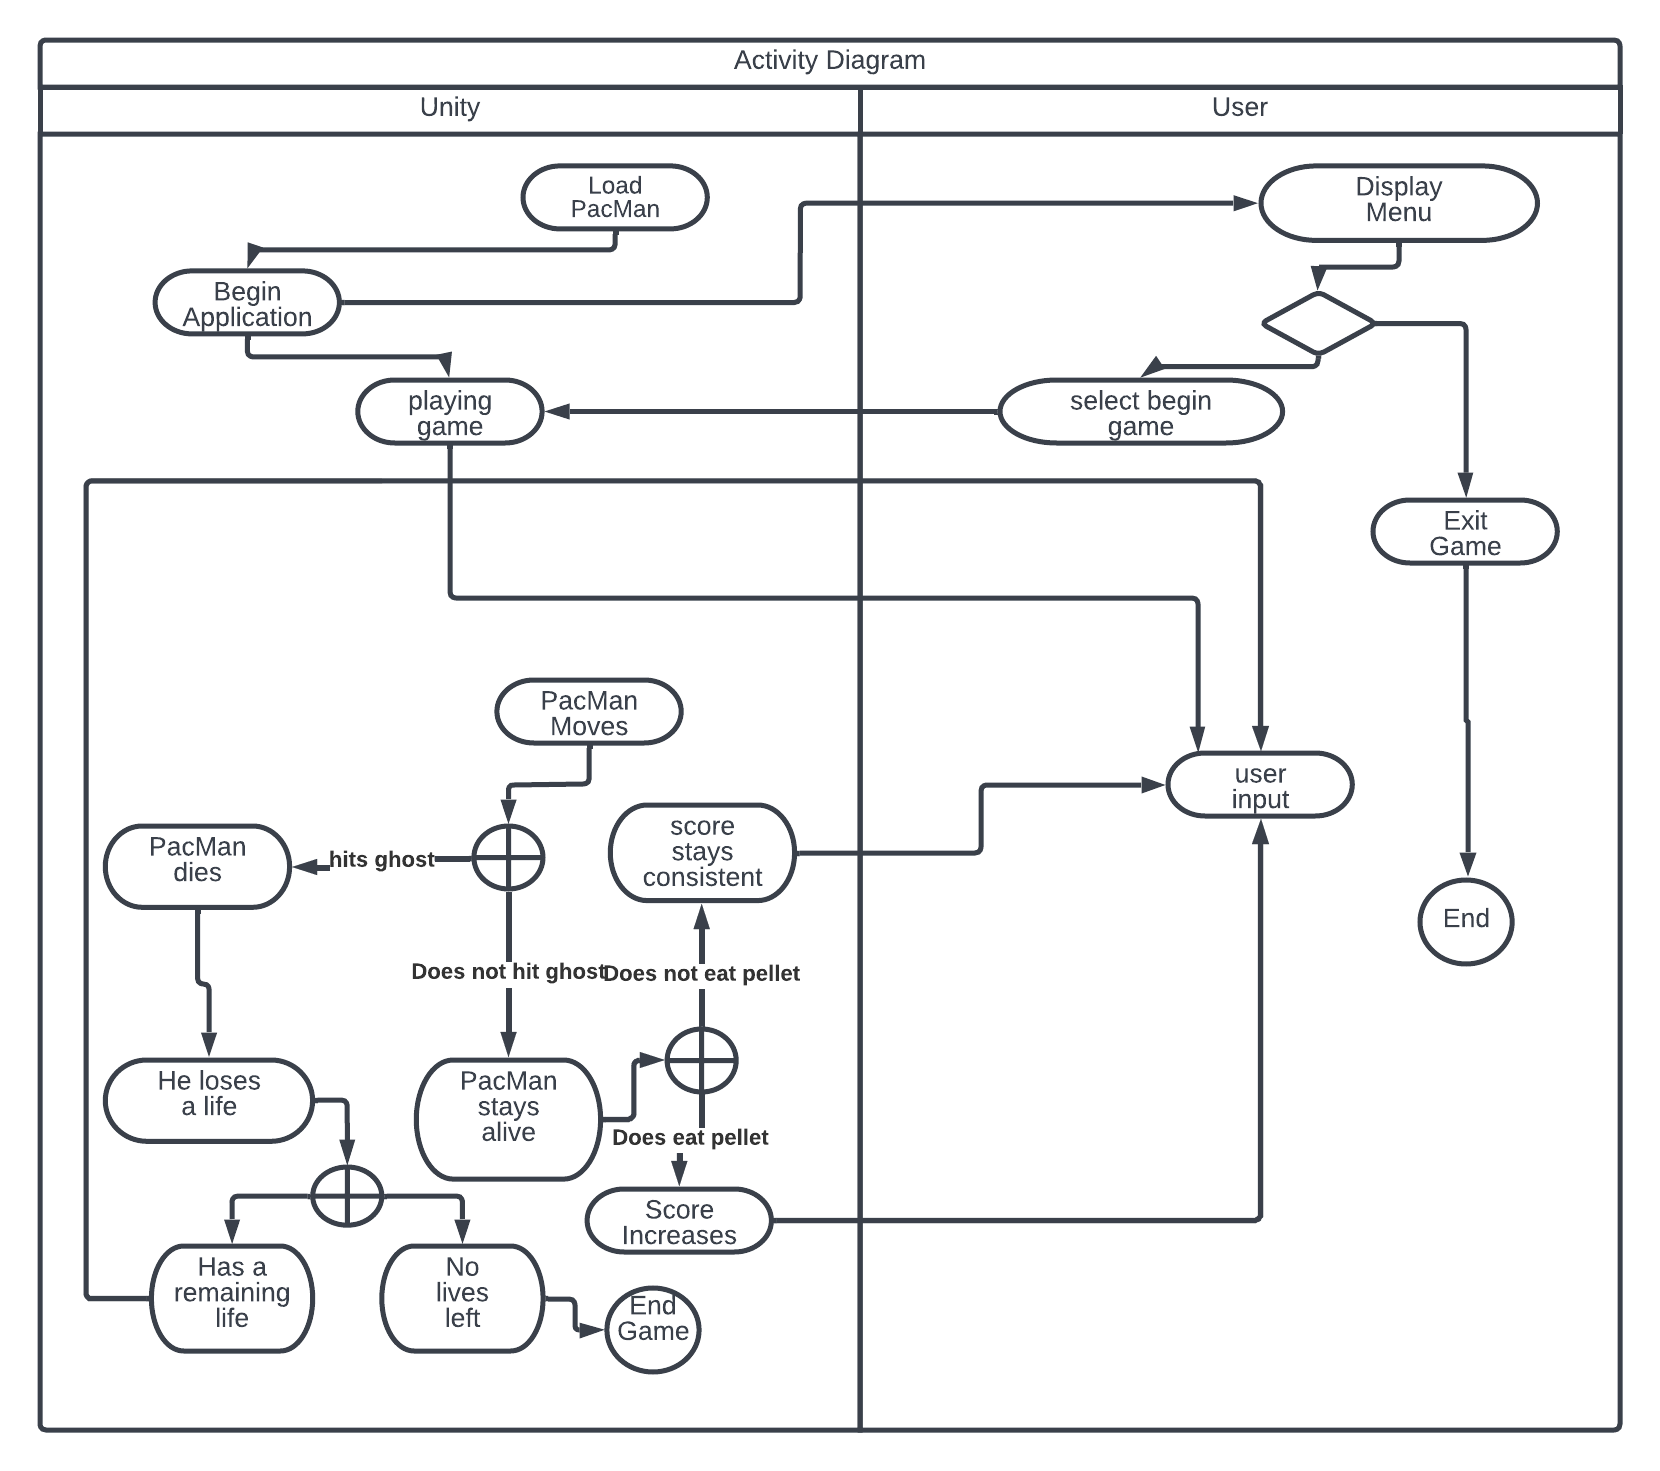 Activity Diagram
Unity
User
Load
PacMan
Display
Menu
Begin
Application
playing
game
select begin
game
Exit
Game
PacMan
Moves
user
input
score
stays
consistent
PacMan
dies
hits ghost
End
Does not hit ghost
Does not eat pellet
He loses
a life
PacMan
stays
alive
Does eat pellet
Score
Increases
Has a
remaining
life
No
lives
left
End
Game